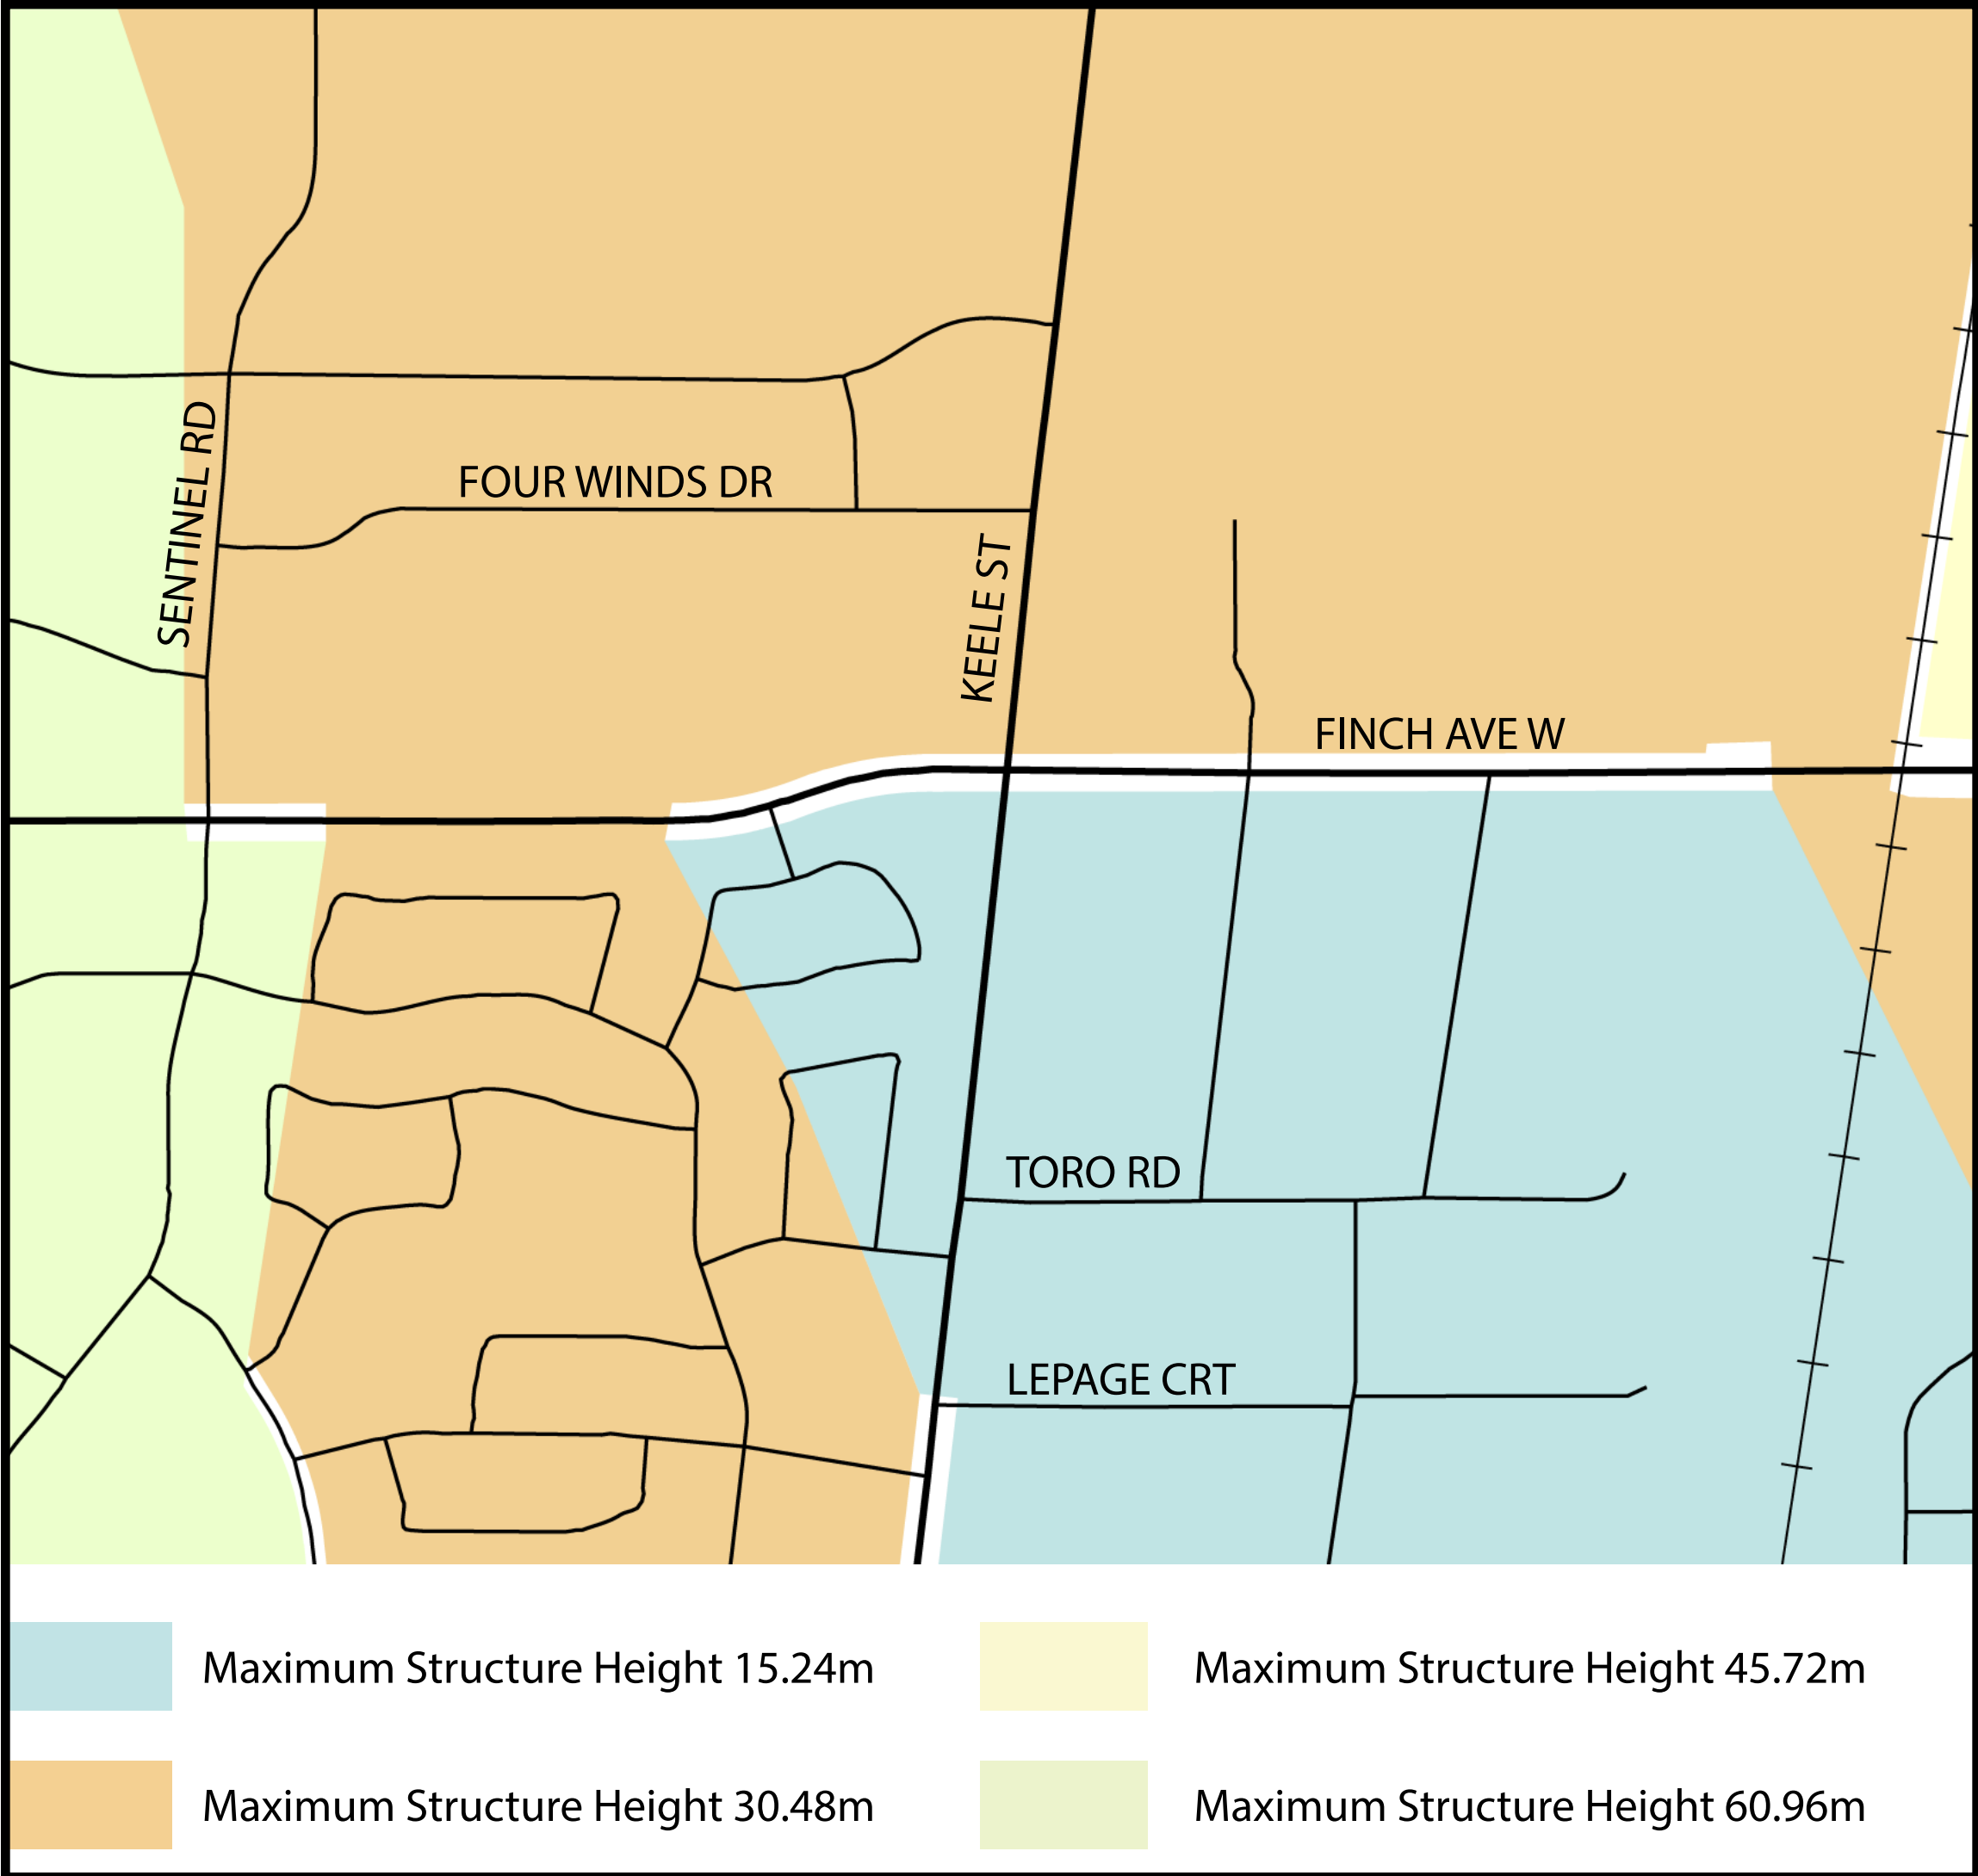 SENTINEL RD
FOUR WINDS DR
KEELE ST
FINCH AVE W
TORO RD
LEPAGE CRT
Maximum Structure Height 15.24m
Maximum Structure Height 45.72m
Maximum Structure Height 30.48m
Maximum Structure Height 60.96m